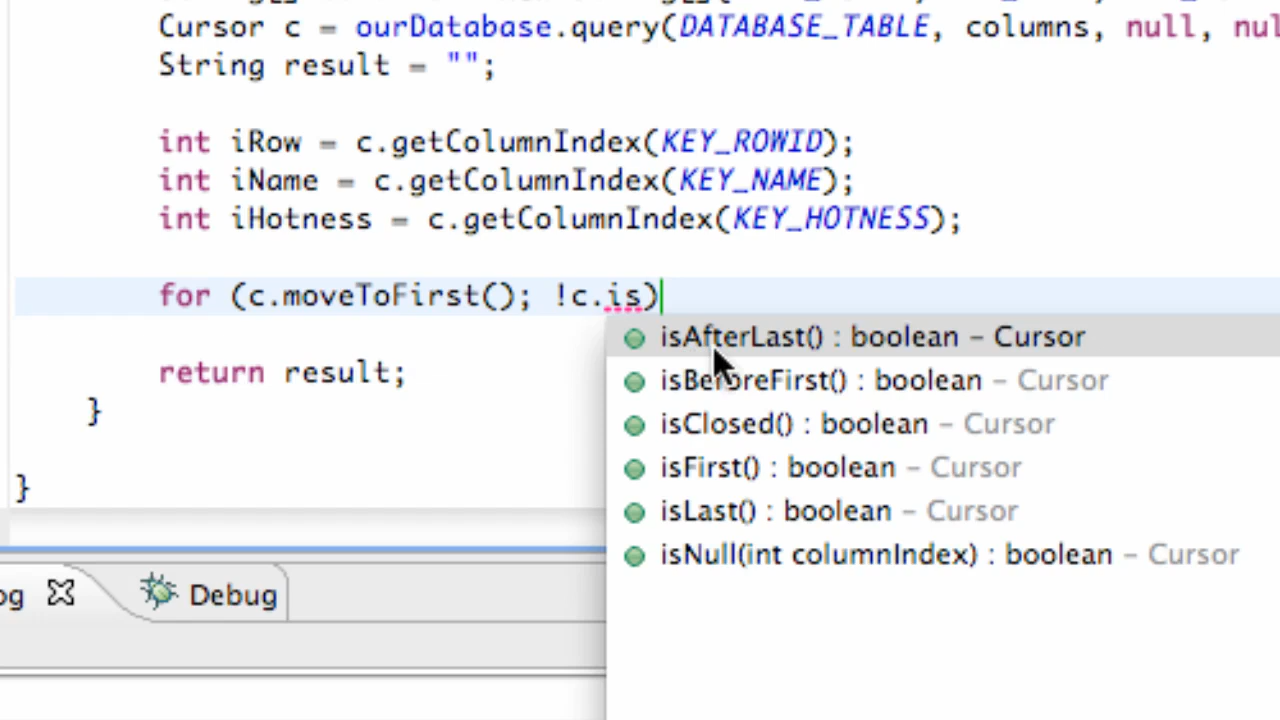 Cursor c = ourDatabase.query(DATABASE_TABLE, columns, null,
String result = "";
int iRow = c.getColumnIndex(KEY_ROWID);
int iName = c.getColumnIndex(KEY_NAME);
int iHotness = c.getColumnIndex(KEY_HOTNESS);
for (c.moveToFirst(); !c.is)
isAfterLast() : boolean – Cursor
isBeforeFirst() : boolean – Cursor
return result;
}
isClosed() : boolean – Cursor
isFirst() : boolean – Cursor
}
isLast() : boolean – Cursor
isNull(int columnIndex) : boolean – Cursor
Debug